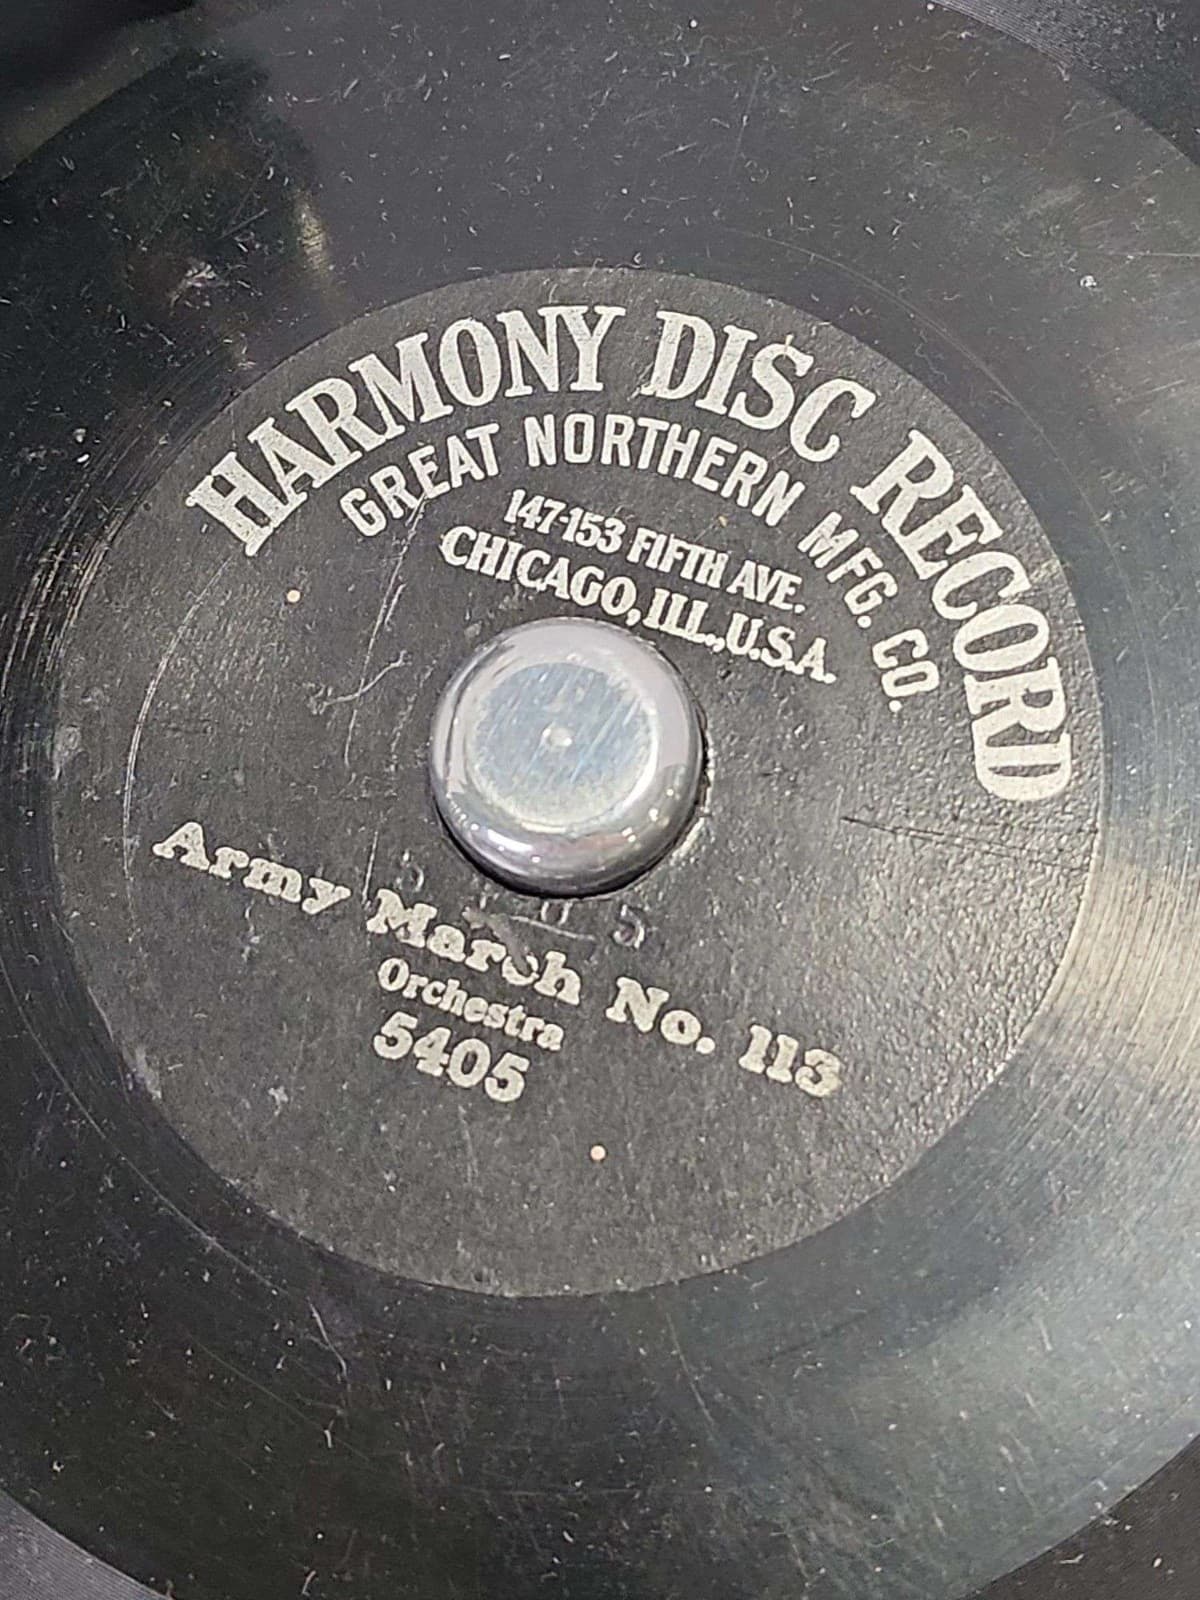 HARMONY DISC RECORD
GREAT NORTHERN MFG. CO.
147-153 FIFTH AVE.
CHICAGO, ILL., U.S.A.
Army March No. 113
Orchestra
5405